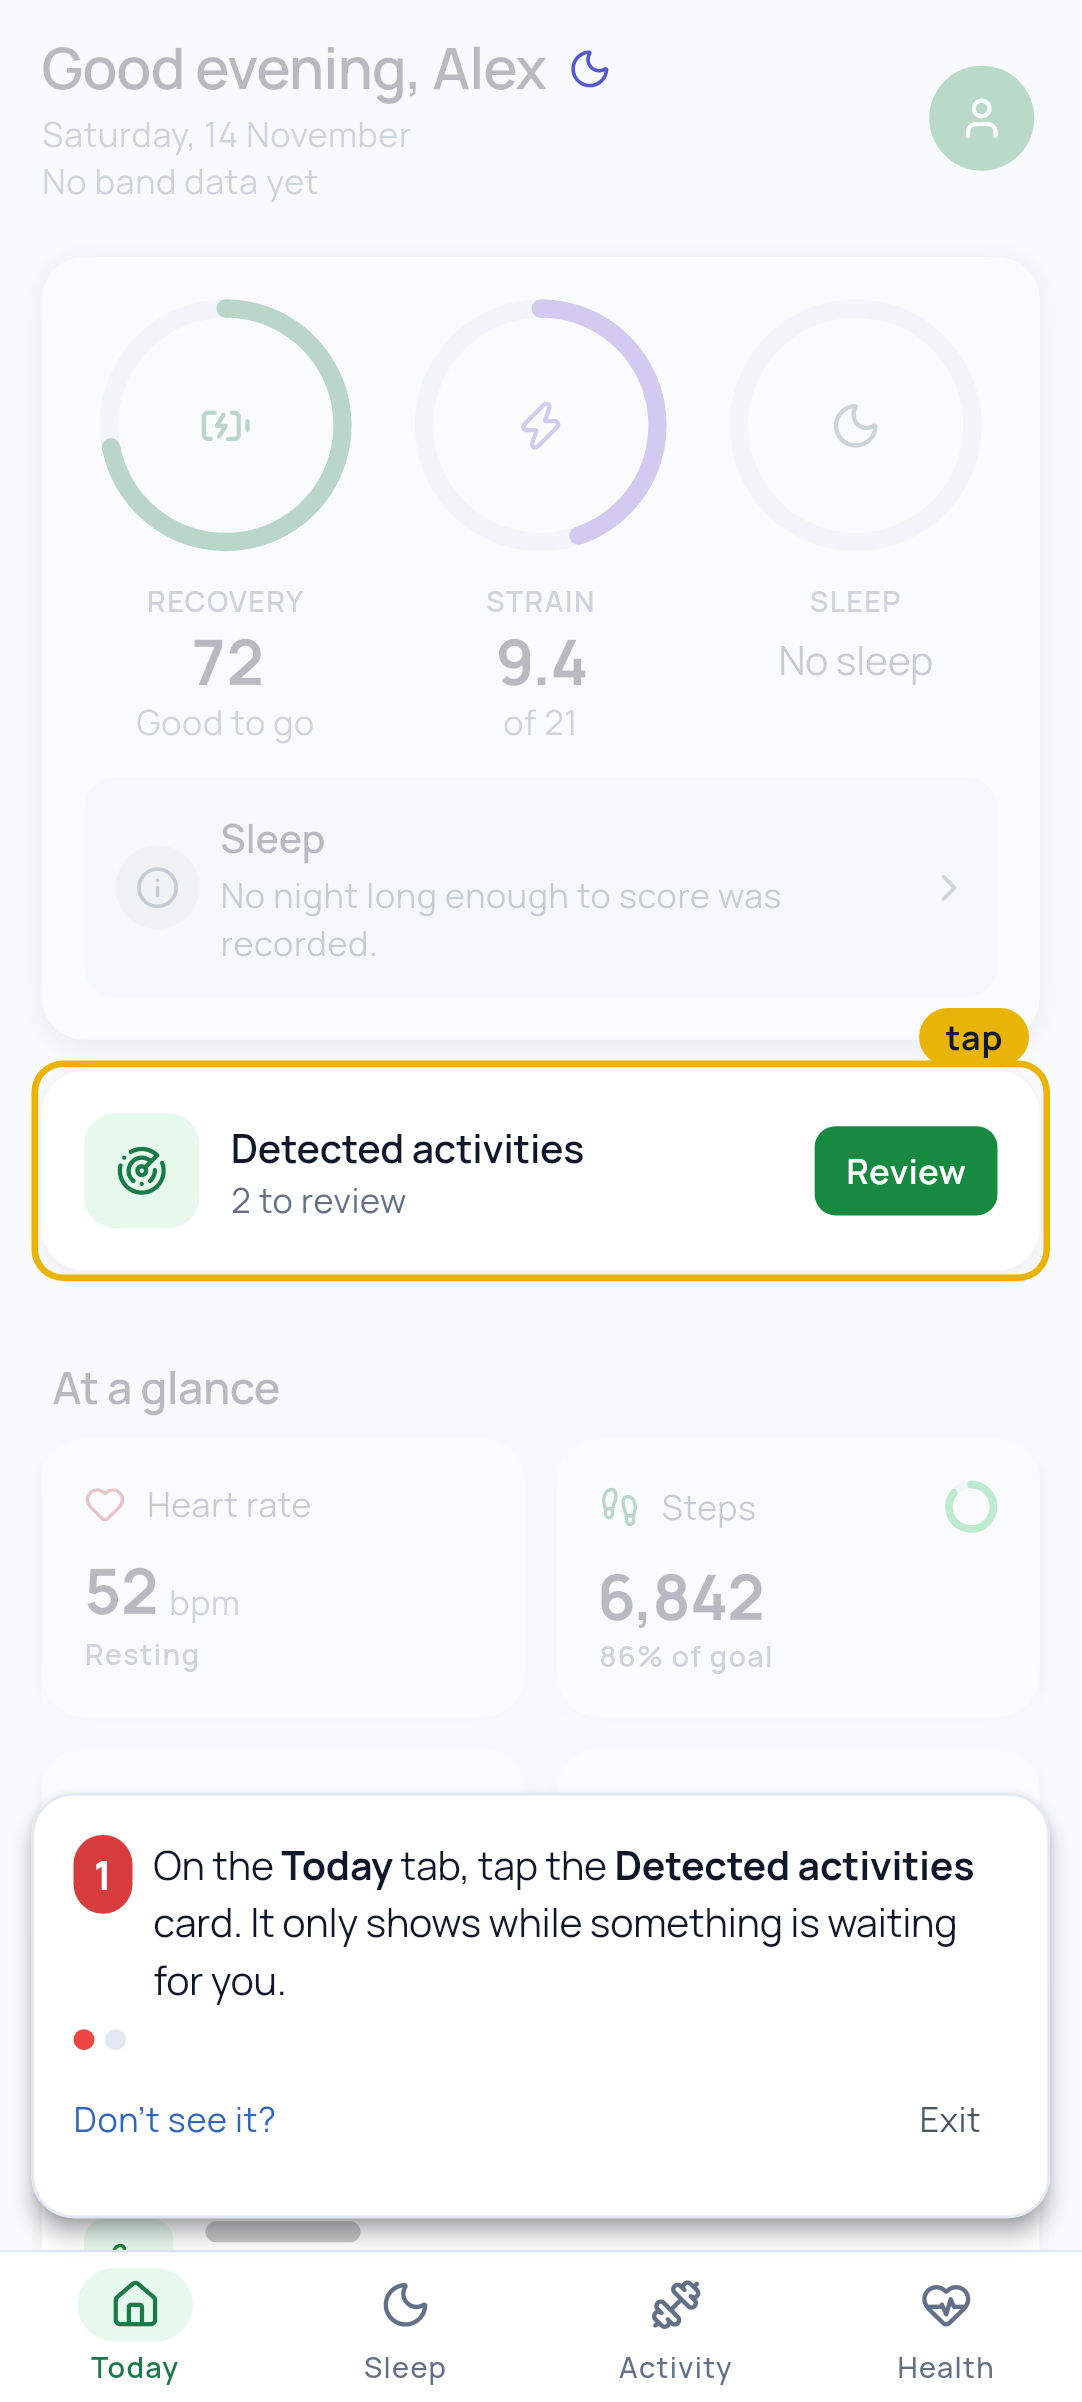 Good evening, Alex
Saturday, 14 November
No band data yet
RECOVERY
72
Good to go
STRAIN
9.4
of 21
SLEEP
No sleep
Sleep
No night long enough to score was
recorded.
tap
Detected activities
2 to review
Review
At a glance
Heart rate
52 bpm
Resting
Steps
6,842
86% of goal
1
On the Today tab, tap the Detected activities
card. It only shows while something is waiting
for you.
Don't see it?
Exit
Today
Sleep
Activity
Health